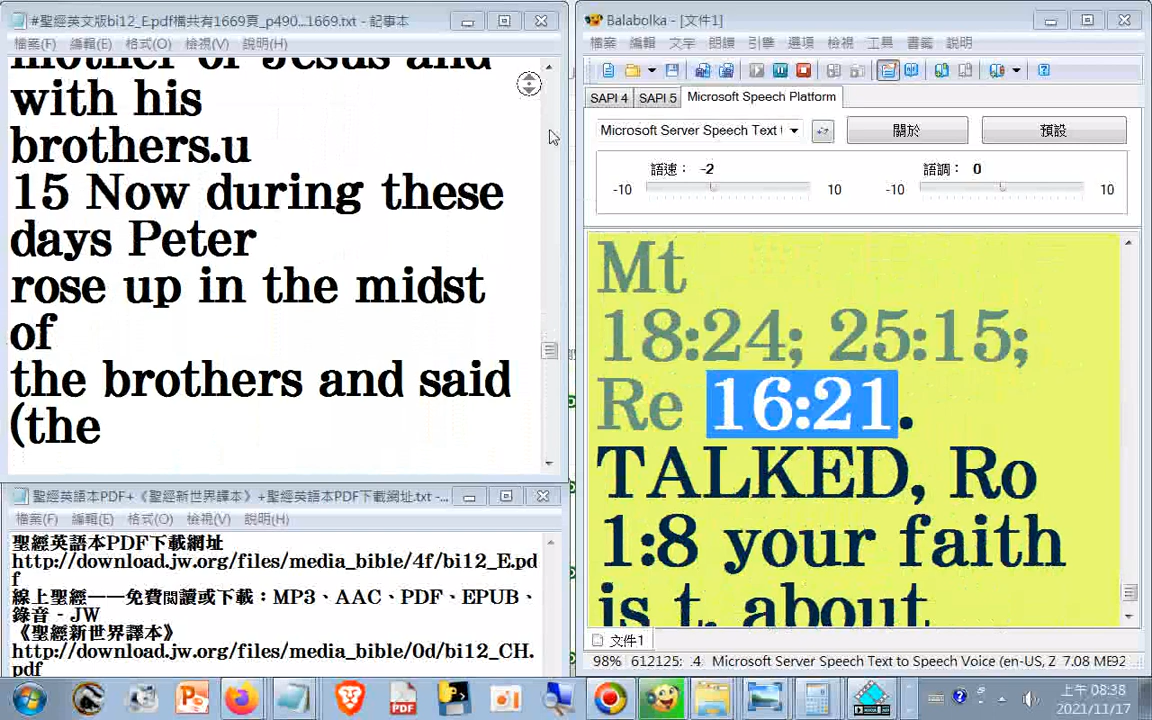 #聖經英文版bi12_E.pdf檔共有1669頁_p490...1669.txt - 記事本
檔案(F) 編輯(E) 格式(O) 檢視(V) 說明(H)
mother of Jesus and
with his
brothers.u
15 Now during these
days Peter
rose up in the midst
of
the brothers and said
(the
聖經英語本PDF+《聖經新世界譯本》+聖經英語本PDF下載網址.txt -...
檔案(F) 編輯(E) 格式(O) 檢視(V) 說明(H)
聖經英語本PDF下載網址
http://download.jw.org/files/media_bible/4f/bi12_E.pd
f
線上聖經——免費閱讀或下載：MP3、AAC、PDF、EPUB、
錄音 - JW
《聖經新世界譯本》
http://download.jw.org/files/media_bible/0d/bi12_CH.
pdf
Balabolka - [文件1]
檔案 編輯 文字 朗讀 引擎 選項 檢視 工具 書籤 說明
SAPI 4 SAPI 5 Microsoft Speech Platform
Microsoft Server Speech Text 關於 預設
語速： -2 語調： 0
-10 10 -10 10
Mt
18:24; 25:15;
Re 16:21.
TALKED, Ro
1:8 your faith
is t. about
文件1
98% 612125: .4 Microsoft Server Speech Text to Speech Voice (en-US, Z 7.08 ME92
上午 08:38
2021/11/17